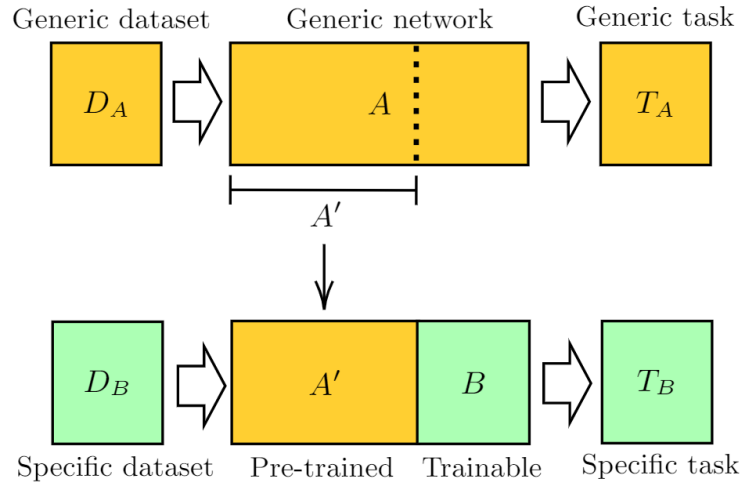 Generic dataset Generic network Generic task
D_A A T_A
A′
D_B A′ B T_B
Specific dataset Pre-trained Trainable Specific task